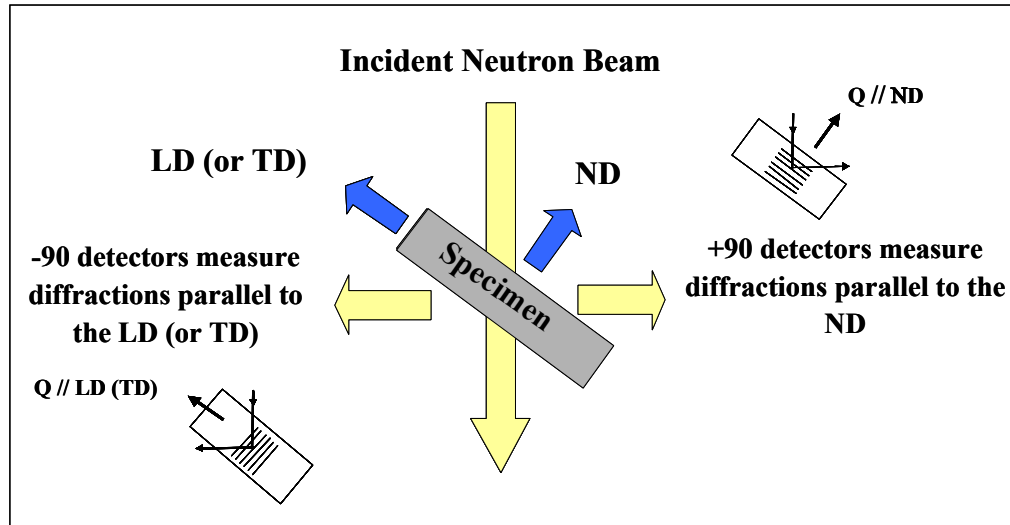 Incident Neutron Beam
Q // ND
LD (or TD)
ND
-90 detectors measure
diffractions parallel to
the LD (or TD)
Specimen
+90 detectors measure
diffractions parallel to the
ND
Q // LD (TD)